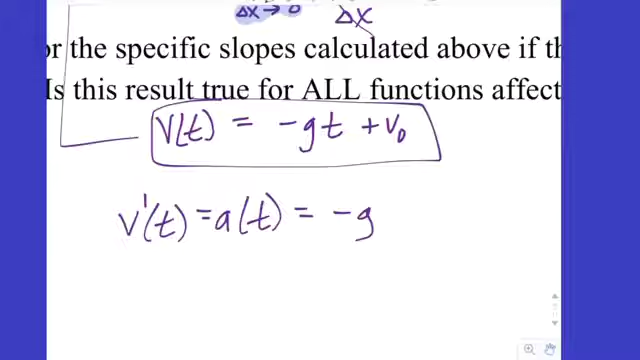 Δx → 0 Δx
or the specific slopes calculated above if th
Is this result true for ALL functions affect
v(t) = -gt + v₀
v'(t) = a(t) = -g